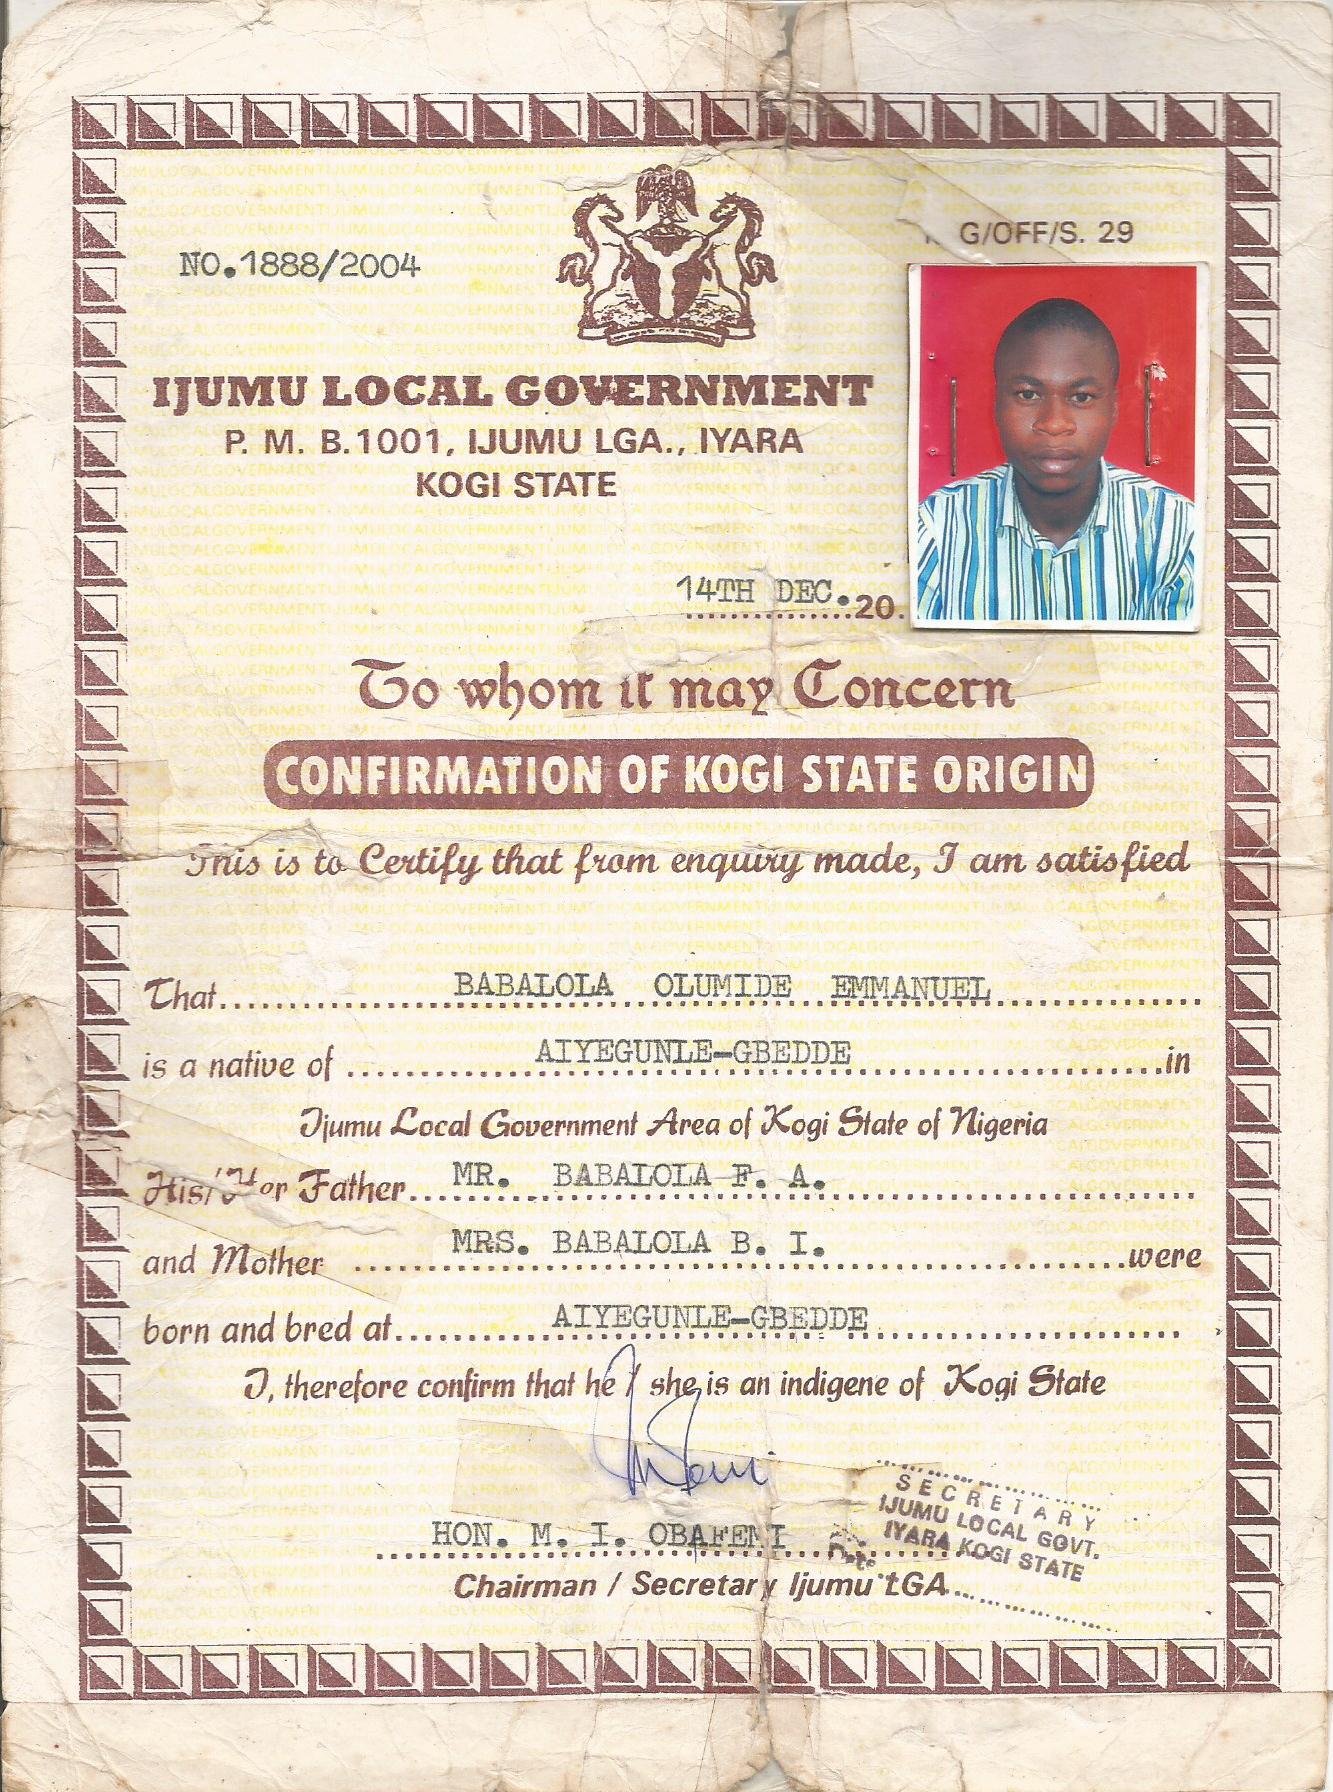 NO.1888/2004
G/OFF/S. 29
IJUMU LOCAL GOVERNMENT
P. M. B.1001, IJUMU LGA., IYARA
KOGI STATE
14TH DEC. 20
To whom it may Concern
CONFIRMATION OF KOGI STATE ORIGIN
This is to Certify that from enquiry made, I am satisfied
That BABALOLA OLUMIDE EMMANUEL
is a native of AIYEGUNLE-GBEDDE in
Ijumu Local Government Area of Kogi State of Nigeria
His/Her Father MR. BABALOLA F. A.
and Mother MRS. BABALOLA B. I. were
born and bred at AIYEGUNLE-GBEDDE
I, therefore confirm that he / she is an indigene of Kogi State
HON. M. I. OBAFEMI
Chairman / Secretary Ijumu LGA
SECRETARY
IJUMU LOCAL GOVT.
IYARA KOGI STATE
Date